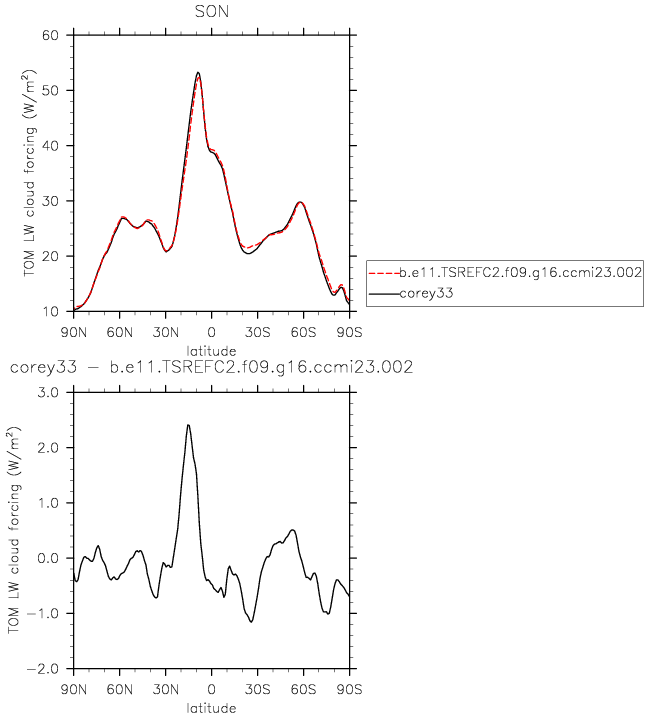 SON
TOM LW cloud forcing (W/m²)
60
50
40
30
20
10
90N 60N 30N 0 30S 60S 90S
latitude
b.e11.TSREFC2.f09.g16.ccmi23.002
corey33
corey33 − b.e11.TSREFC2.f09.g16.ccmi23.002
TOM LW cloud forcing (W/m²)
3.0
2.0
1.0
0.0
−1.0
−2.0
90N 60N 30N 0 30S 60S 90S
latitude